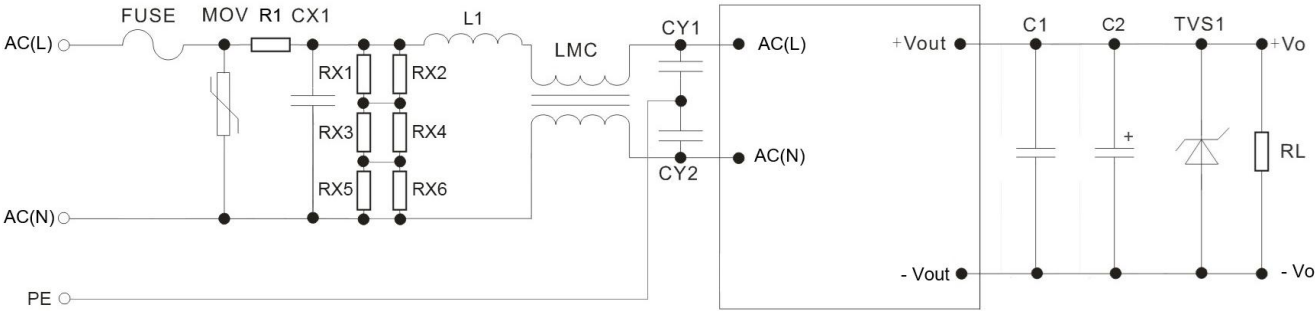 FUSE MOV R1 CX1 L1
LMC
CY1
C1 C2 TVS1
AC(L)
AC(L)
+Vout
+Vo
RX1 RX2
RX3 RX4
+
RL
RX5 RX6
AC(N)
CY2
AC(N)
- Vout
- Vo
PE